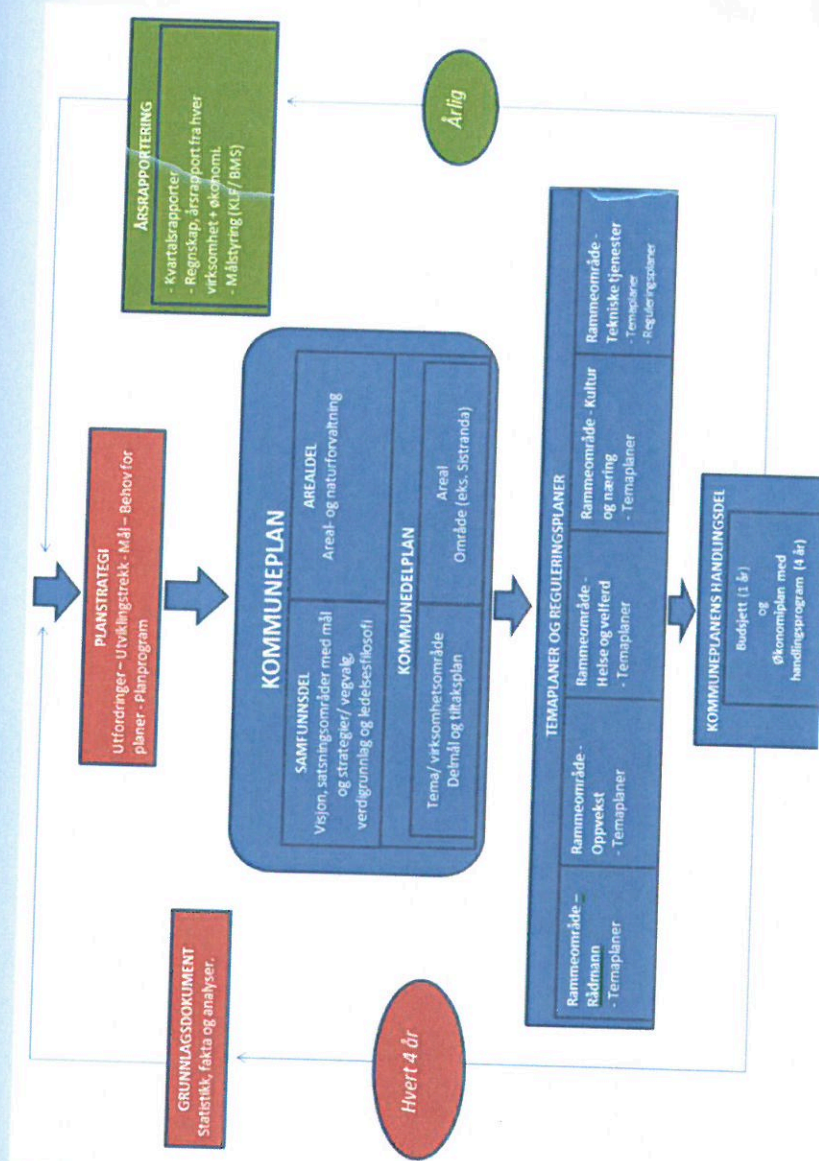 PLANSTRATEGI
Utfordringer – Utviklingstrekk - Mål – Behov for
planer - Planprogram
GRUNNLAGSDOKUMENT
Statistikk, fakta og analyser.
ÅRSRAPPORTERING
- Kvartalsrapporter
- Regnskap, årsrapport fra hver
virksomhet + økonomi.
- Målstyring (KLF/ BMS)
Hvert 4 år
Årlig
KOMMUNEPLAN
SAMFUNNSDEL
Visjon, satsningsområder med mål
og strategier/ vegvalg,
verdigrunnlag og ledelsesfilosofi
AREALDEL
Areal- og naturforvaltning
KOMMUNEDELPLAN
Tema/ virksomhetsområde
Delmål og tiltaksplan
Areal
Område (eks. Sistranda)
TEMAPLANER OG REGULERINGSPLANER
Rammeområde –
Rådmann
- Temaplaner
Rammeområde -
Oppvekst
- Temaplaner
Rammeområde -
Helse og velferd
- Temaplaner
Rammeområde - Kultur
og næring
- Temaplaner
Rammeområde -
Tekniske tjenester
- Temaplaner
- Reguleringsplaner
KOMMUNEPLANENS HANDLINGSDEL
Budsjett (1 år)
og
Økonomiplan med
handlingsprogram (4 år)